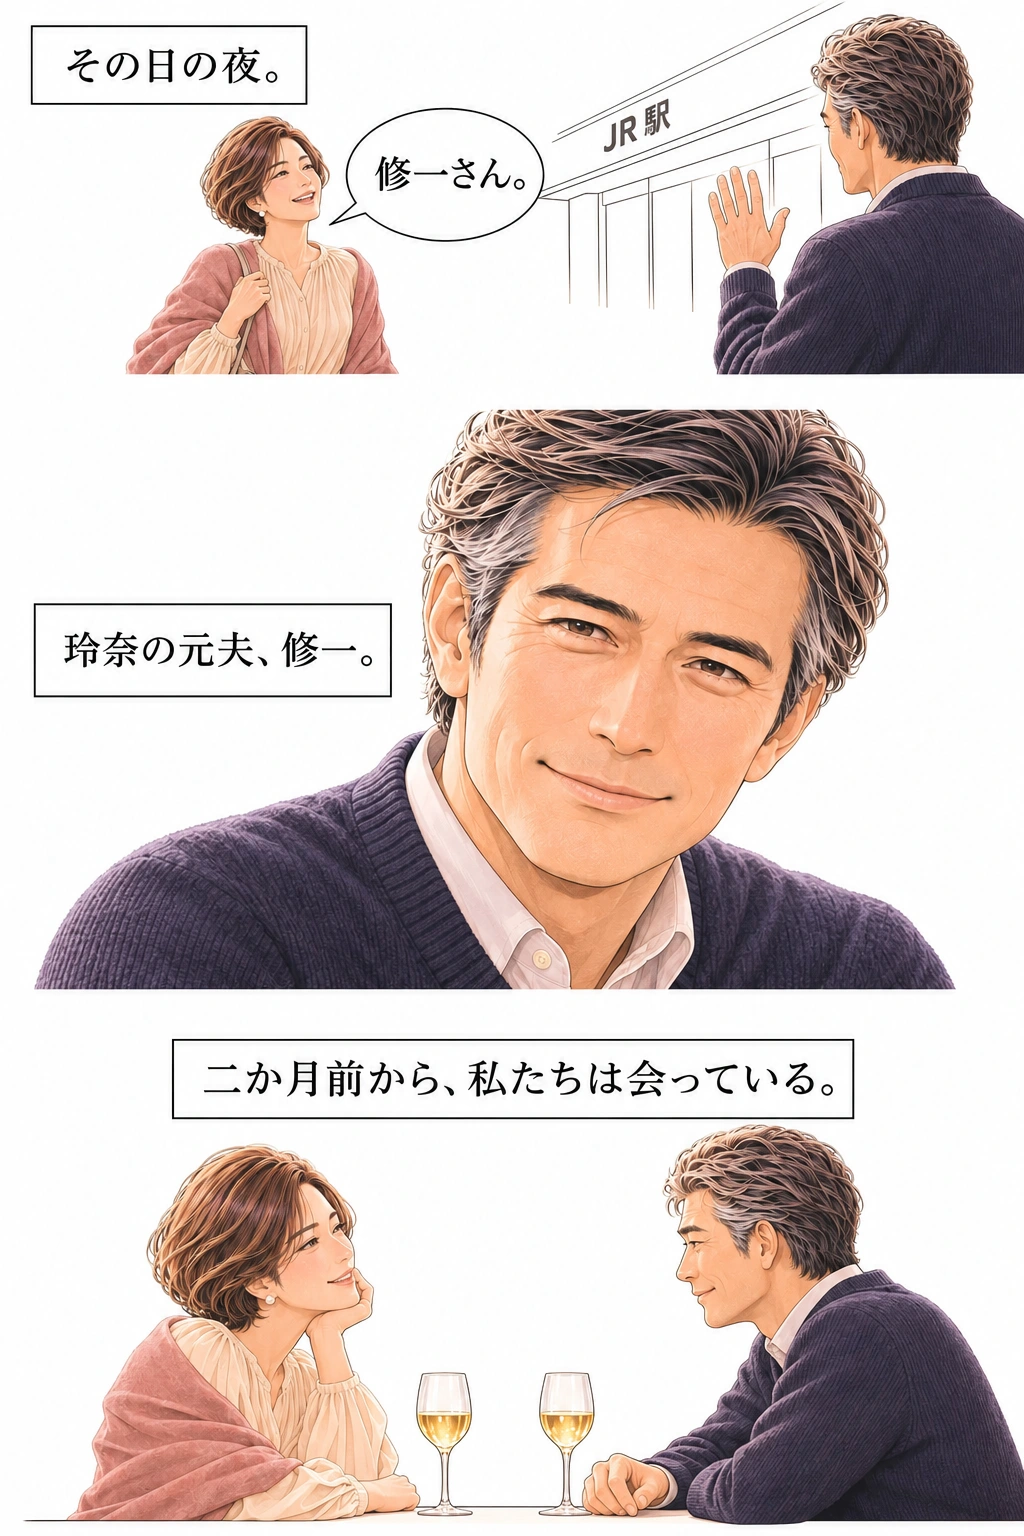 その日の夜。
修一さん。
JR駅
玲奈の元夫、修一。
二か月前から、私たちは会っている。